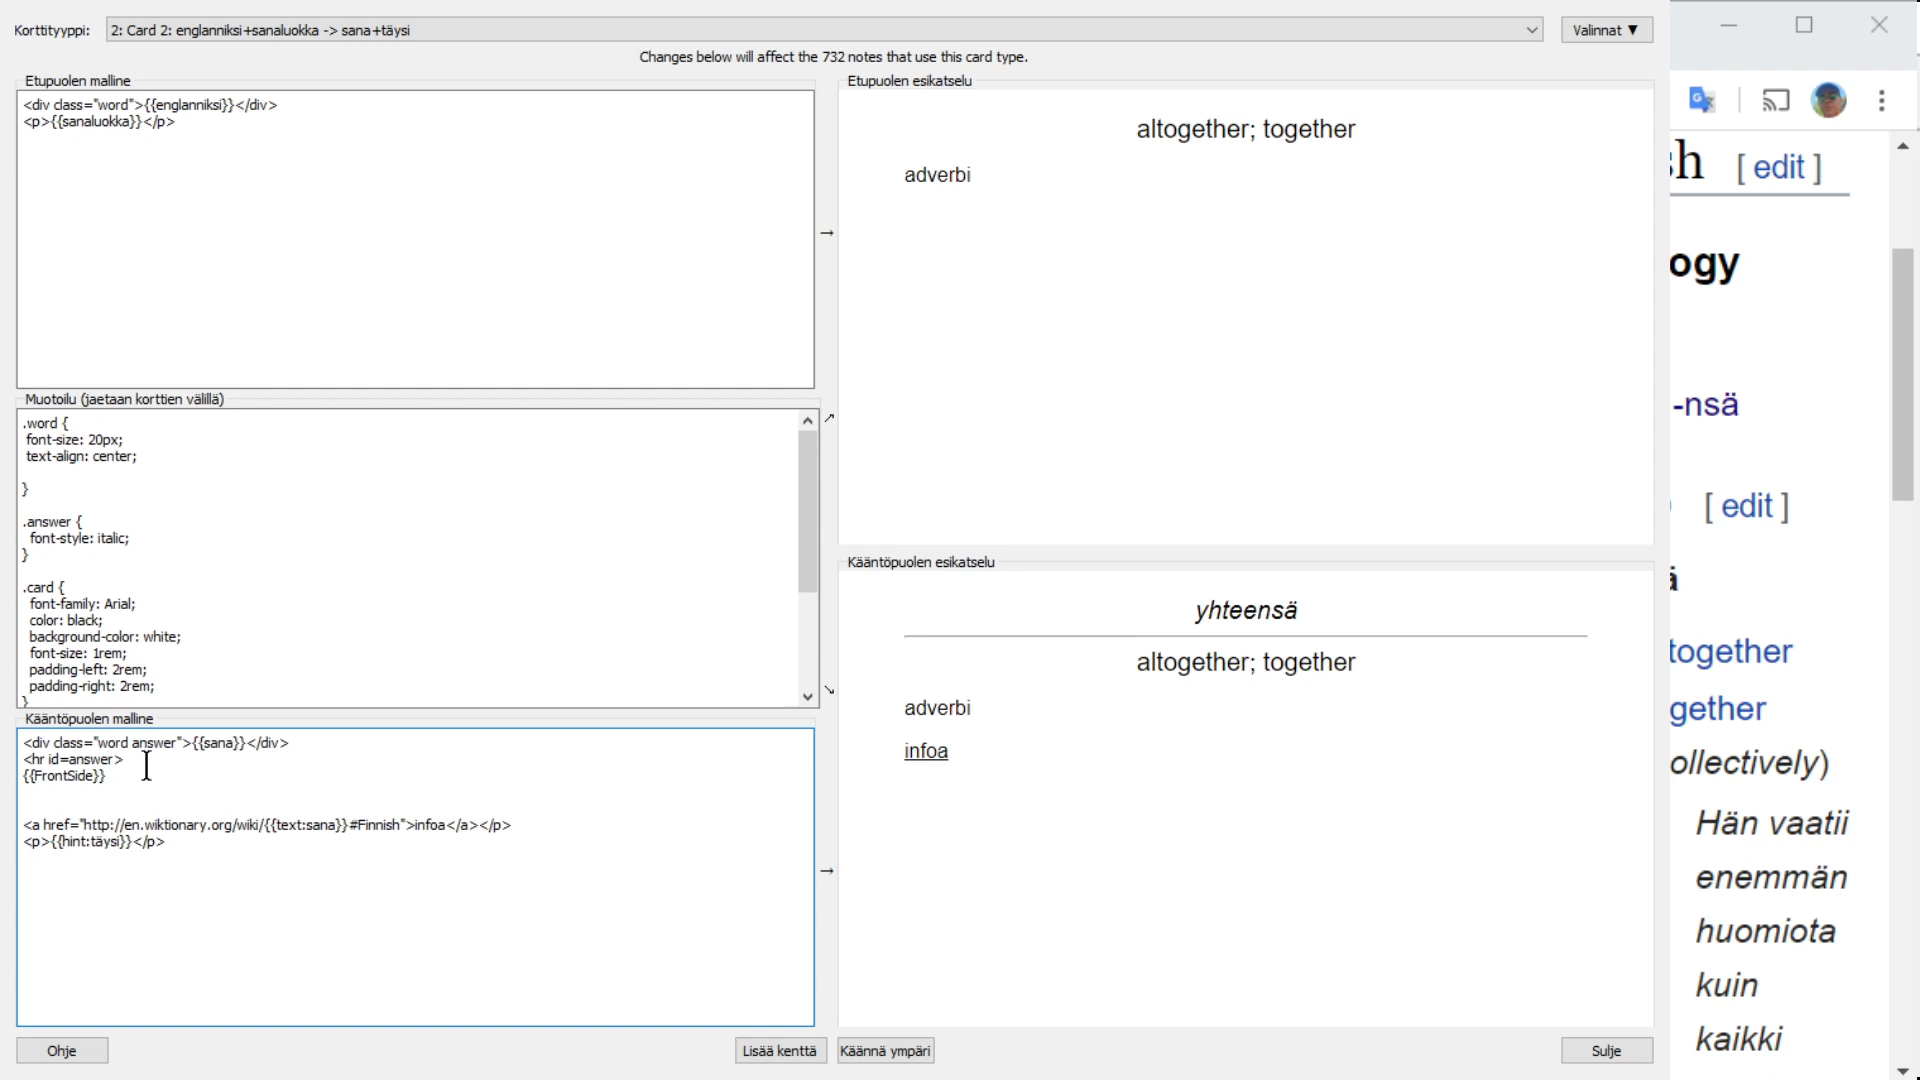 Korttityyppi:
2: Card 2: englanniksi+sanaluokka -> sana+täysi
Valinnat ▼
Changes below will affect the 732 notes that use this card type.
Etupuolen malline
<div class="word">{{englanniksi}}</div>
<p>{{sanaluokka}}</p>
Etupuolen esikatselu
altogether; together
adverbi
→
Muotoilu (jaetaan korttien välillä)
.word {
font-size: 20px;
text-align: center;
}
.answer {
font-style: italic;
}
.card {
font-family: Arial;
color: black;
background-color: white;
font-size: 1rem;
padding-left: 2rem;
padding-right: 2rem;
}
Kääntöpuolen malline
<div class="word answer">{{sana}}</div>
<hr id=answer>
{{FrontSide}}
<a href="http://en.wiktionary.org/wiki/{{text:sana}}#Finnish">infoa</a></p>
<p>{{hint:täysi}}</p>
→
Kääntöpuolen esikatselu
yhteensä
altogether; together
adverbi
infoa
Ohje
Lisää kenttä
Käännä ympäri
Sulje
sh [ edit ]
ogy
-nsä
[ edit ]
ä
together
gether
ollectively)
Hän vaatii
enemmän
huomiota
kuin
kaikki